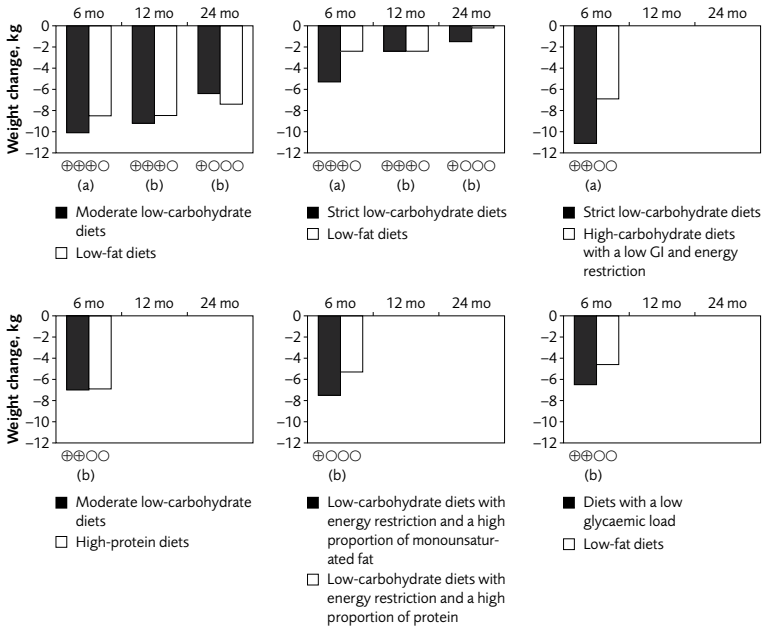 6 mo 12 mo 24 mo
Weight change, kg
0
−2
−4
−6
−8
−10
−12
⊕⊕⊕○ ⊕⊕⊕○ ⊕○○○
(a) (b) (b)
Moderate low-carbohydrate
diets
Low-fat diets
6 mo 12 mo 24 mo
0
−2
−4
−6
−8
−10
−12
⊕⊕⊕○ ⊕⊕⊕○ ⊕○○○
(a) (b) (b)
Strict low-carbohydrate diets
Low-fat diets
6 mo 12 mo 24 mo
0
−2
−4
−6
−8
−10
−12
⊕⊕○○
(a)
Strict low-carbohydrate diets
High-carbohydrate diets
with a low GI and energy
restriction
6 mo 12 mo 24 mo
Weight change, kg
0
−2
−4
−6
−8
−10
−12
⊕⊕○○
(b)
Moderate low-carbohydrate
diets
High-protein diets
6 mo 12 mo 24 mo
0
−2
−4
−6
−8
−10
−12
⊕○○○
(b)
Low-carbohydrate diets with
energy restriction and a high
proportion of monounsatur-
ated fat
Low-carbohydrate diets with
energy restriction and a high
proportion of protein
6 mo 12 mo 24 mo
0
−2
−4
−6
−8
−10
−12
⊕⊕○○
(b)
Diets with a low
glycaemic load
Low-fat diets